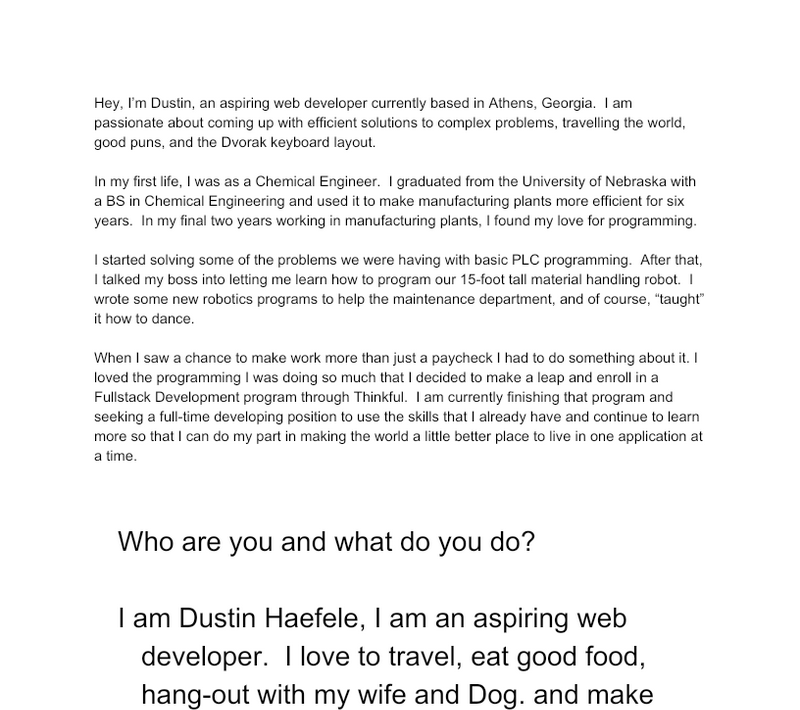 Hey, I’m Dustin, an aspiring web developer currently based in Athens, Georgia.  I am
passionate about coming up with efficient solutions to complex problems, travelling the world,
good puns, and the Dvorak keyboard layout.
In my first life, I was as a Chemical Engineer.  I graduated from the University of Nebraska with
a BS in Chemical Engineering and used it to make manufacturing plants more efficient for six
years.  In my final two years working in manufacturing plants, I found my love for programming.
I started solving some of the problems we were having with basic PLC programming.  After that,
I talked my boss into letting me learn how to program our 15-foot tall material handling robot.  I
wrote some new robotics programs to help the maintenance department, and of course, “taught”
it how to dance.
When I saw a chance to make work more than just a paycheck I had to do something about it. I
loved the programming I was doing so much that I decided to make a leap and enroll in a
Fullstack Development program through Thinkful.  I am currently finishing that program and
seeking a full-time developing position to use the skills that I already have and continue to learn
more so that I can do my part in making the world a little better place to live in one application at
a time.
Who are you and what do you do?
I am Dustin Haefele, I am an aspiring web
developer.  I love to travel, eat good food,
hang-out with my wife and Dog. and make